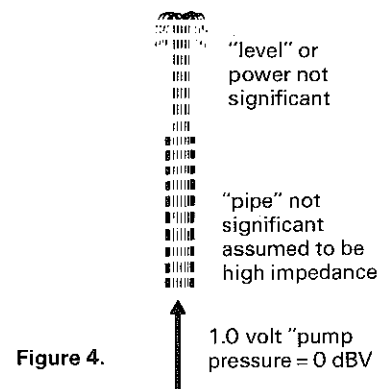 "level" or
power not
significant
"pipe" not
significant
assumed to be
high impedance
1.0 volt "pump
pressure = 0 dBV
Figure 4.